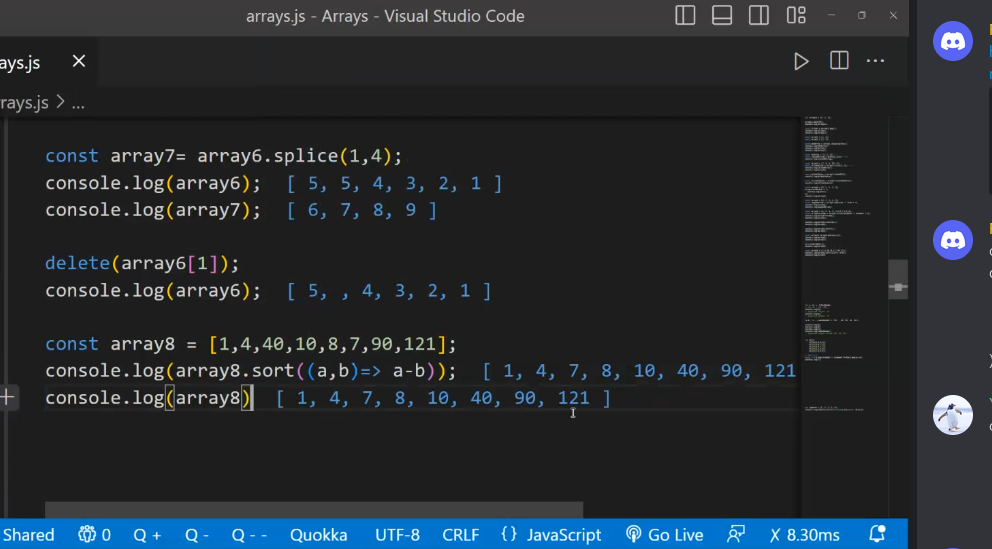 arrays.js - Arrays - Visual Studio Code
ays.js
rays.js > ...
const array7= array6.splice(1,4);
console.log(array6); [ 5, 5, 4, 3, 2, 1 ]
console.log(array7); [ 6, 7, 8, 9 ]
delete(array6[1]);
console.log(array6); [ 5, , 4, 3, 2, 1 ]
const array8 = [1,4,40,10,8,7,90,121];
console.log(array8.sort((a,b)=> a-b)); [ 1, 4, 7, 8, 10, 40, 90, 121
console.log(array8) [ 1, 4, 7, 8, 10, 40, 90, 121 ]
Shared 0 Q + Q - Q - - Quokka UTF-8 CRLF {} JavaScript Go Live X 8.30ms